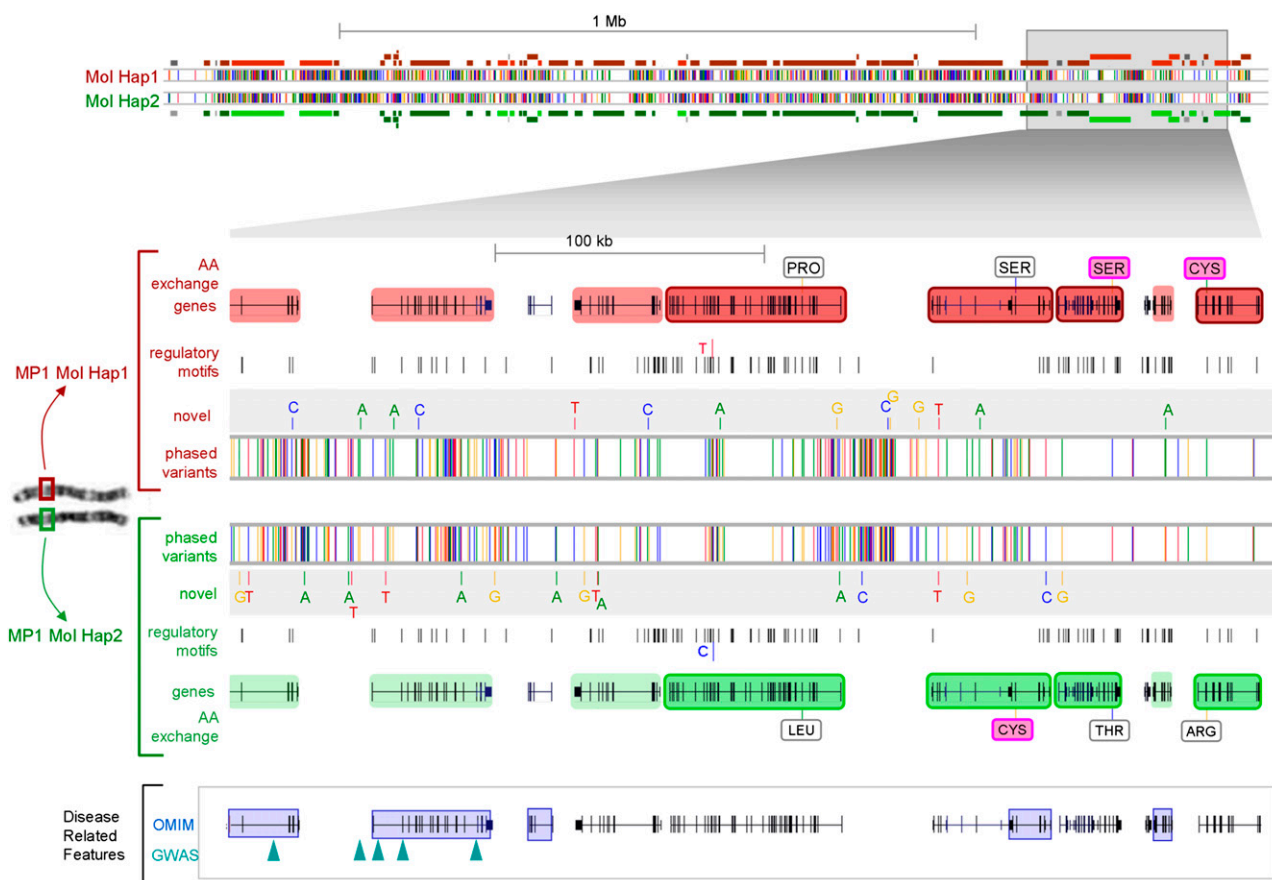 1 Mb
Mol Hap1
Mol Hap2
100 kb
AA
exchange
PRO
SER
SER
CYS
genes
regulatory
motifs
T
MP1 Mol Hap1
novel
C A A C T C A G C G G T A A
phased
variants
phased
variants
novel
G T A A T T A G A G T A A C T G C G
MP1 Mol Hap2
regulatory
motifs
C
genes
AA
exchange
LEU
CYS
THR
ARG
Disease
Related
Features
OMIM
GWAS